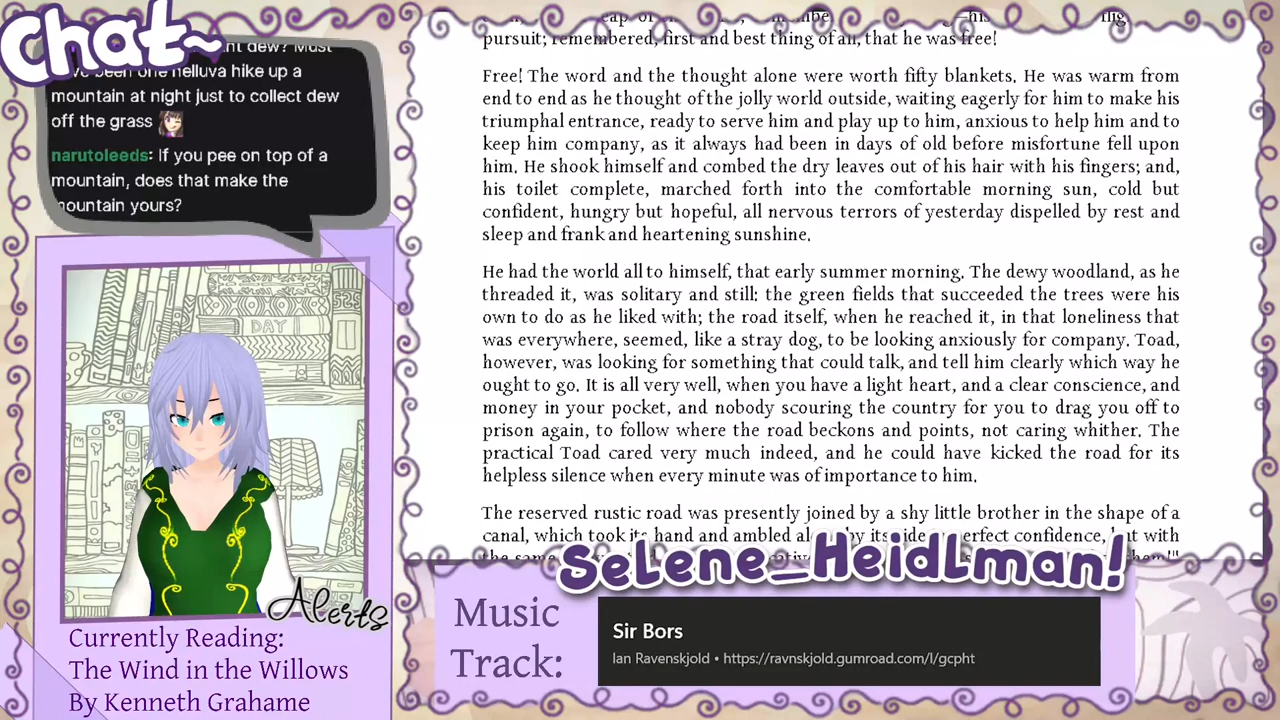 Chat~
nt dew? Must
been one helluva hike up a
mountain at night just to collect dew
off the grass
narutoleeds: If you pee on top of a
mountain, does that make the
mountain yours?
DAY
Alerts
Currently Reading:
The Wind in the Willows
By Kenneth Grahame
pursuit; remembered, first and best thing of all, that he was free!
Free! The word and the thought alone were worth fifty blankets. He was warm from
end to end as he thought of the jolly world outside, waiting eagerly for him to make his
triumphal entrance, ready to serve him and play up to him, anxious to help him and to
keep him company, as it always had been in days of old before misfortune fell upon
him. He shook himself and combed the dry leaves out of his hair with his fingers; and,
his toilet complete, marched forth into the comfortable morning sun, cold but
confident, hungry but hopeful, all nervous terrors of yesterday dispelled by rest and
sleep and frank and heartening sunshine.
He had the world all to himself, that early summer morning. The dewy woodland, as he
threaded it, was solitary and still: the green fields that succeeded the trees were his
own to do as he liked with; the road itself, when he reached it, in that loneliness that
was everywhere, seemed, like a stray dog, to be looking anxiously for company. Toad,
however, was looking for something that could talk, and tell him clearly which way he
ought to go. It is all very well, when you have a light heart, and a clear conscience, and
money in your pocket, and nobody scouring the country for you to drag you off to
prison again, to follow where the road beckons and points, not caring whither. The
practical Toad cared very much indeed, and he could have kicked the road for its
helpless silence when every minute was of importance to him.
The reserved rustic road was presently joined by a shy little brother in the shape of a
canal, which took its hand and ambled along by its side in perfect confidence, but with
Selene_Heidlman!
Music
Track:
Sir Bors
Ian Ravenskjold • https://ravnskjold.gumroad.com/l/gcpht